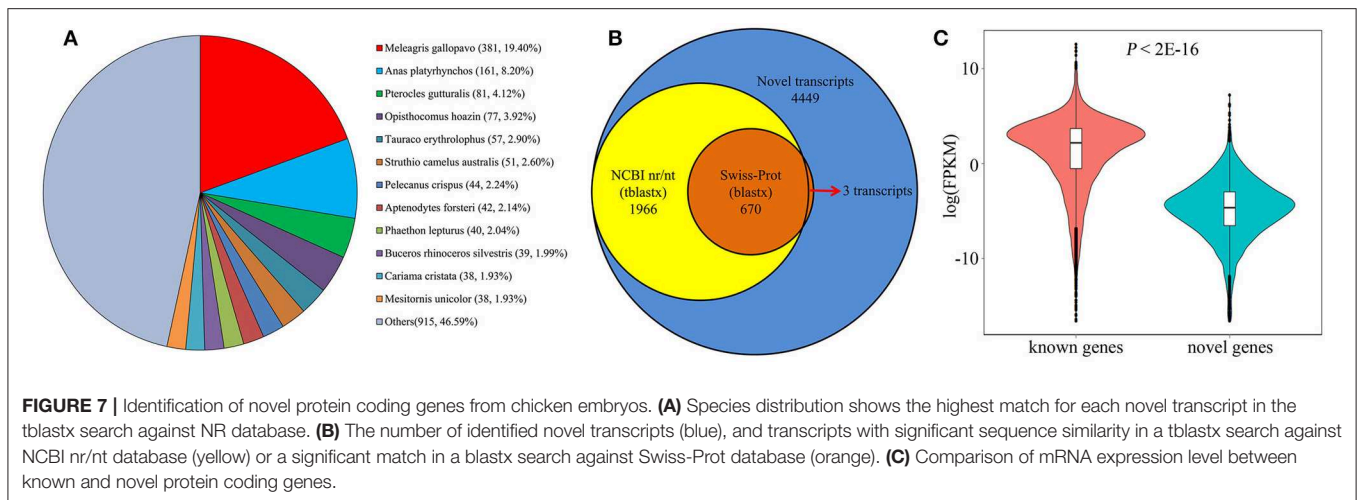 A
Meleagris gallopavo (381, 19.40%)
Anas platyrhynchos (161, 8.20%)
Pterocles gutturalis (81, 4.12%)
Opisthocomus hoazin (77, 3.92%)
Tauraco erythrolophus (57, 2.90%)
Struthio camelus australis (51, 2.60%)
Pelecanus crispus (44, 2.24%)
Aptenodytes forsteri (42, 2.14%)
Phaethon lepturus (40, 2.04%)
Buceros rhinoceros silvestris (39, 1.99%)
Cariama cristata (38, 1.93%)
Mesitornis unicolor (38, 1.93%)
Others(915, 46.59%)
B
Novel transcripts
4449
NCBI nr/nt
(tblastx)
1966
Swiss-Prot
(blastx)
670
3 transcripts
C
P < 2E-16
log(FPKM)
10
0
-10
known genes
novel genes
FIGURE 7 | Identification of novel protein coding genes from chicken embryos. (A) Species distribution shows the highest match for each novel transcript in the
tblastx search against NR database. (B) The number of identified novel transcripts (blue), and transcripts with significant sequence similarity in a tblastx search against
NCBI nr/nt database (yellow) or a significant match in a blastx search against Swiss-Prot database (orange). (C) Comparison of mRNA expression level between
known and novel protein coding genes.